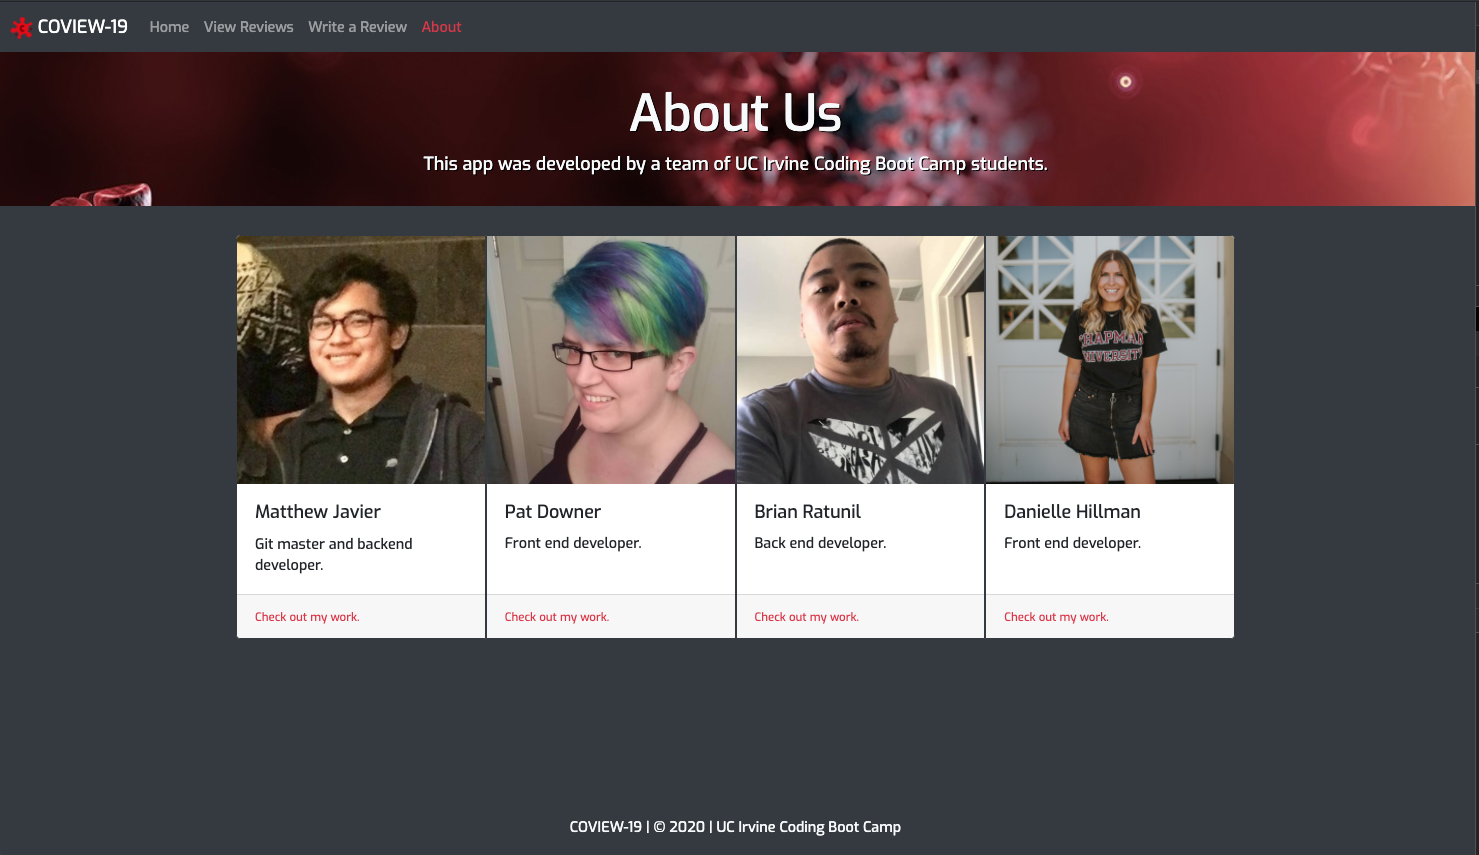 COVIEW-19 Home View Reviews Write a Review About
About Us
This app was developed by a team of UC Irvine Coding Boot Camp students.
CHAPMAN
UNIVERSITY
Matthew Javier
Git master and backend
developer.
Check out my work.
Pat Downer
Front end developer.
Check out my work.
Brian Ratunil
Back end developer.
Check out my work.
Danielle Hillman
Front end developer.
Check out my work.
COVIEW-19 | © 2020 | UC Irvine Coding Boot Camp